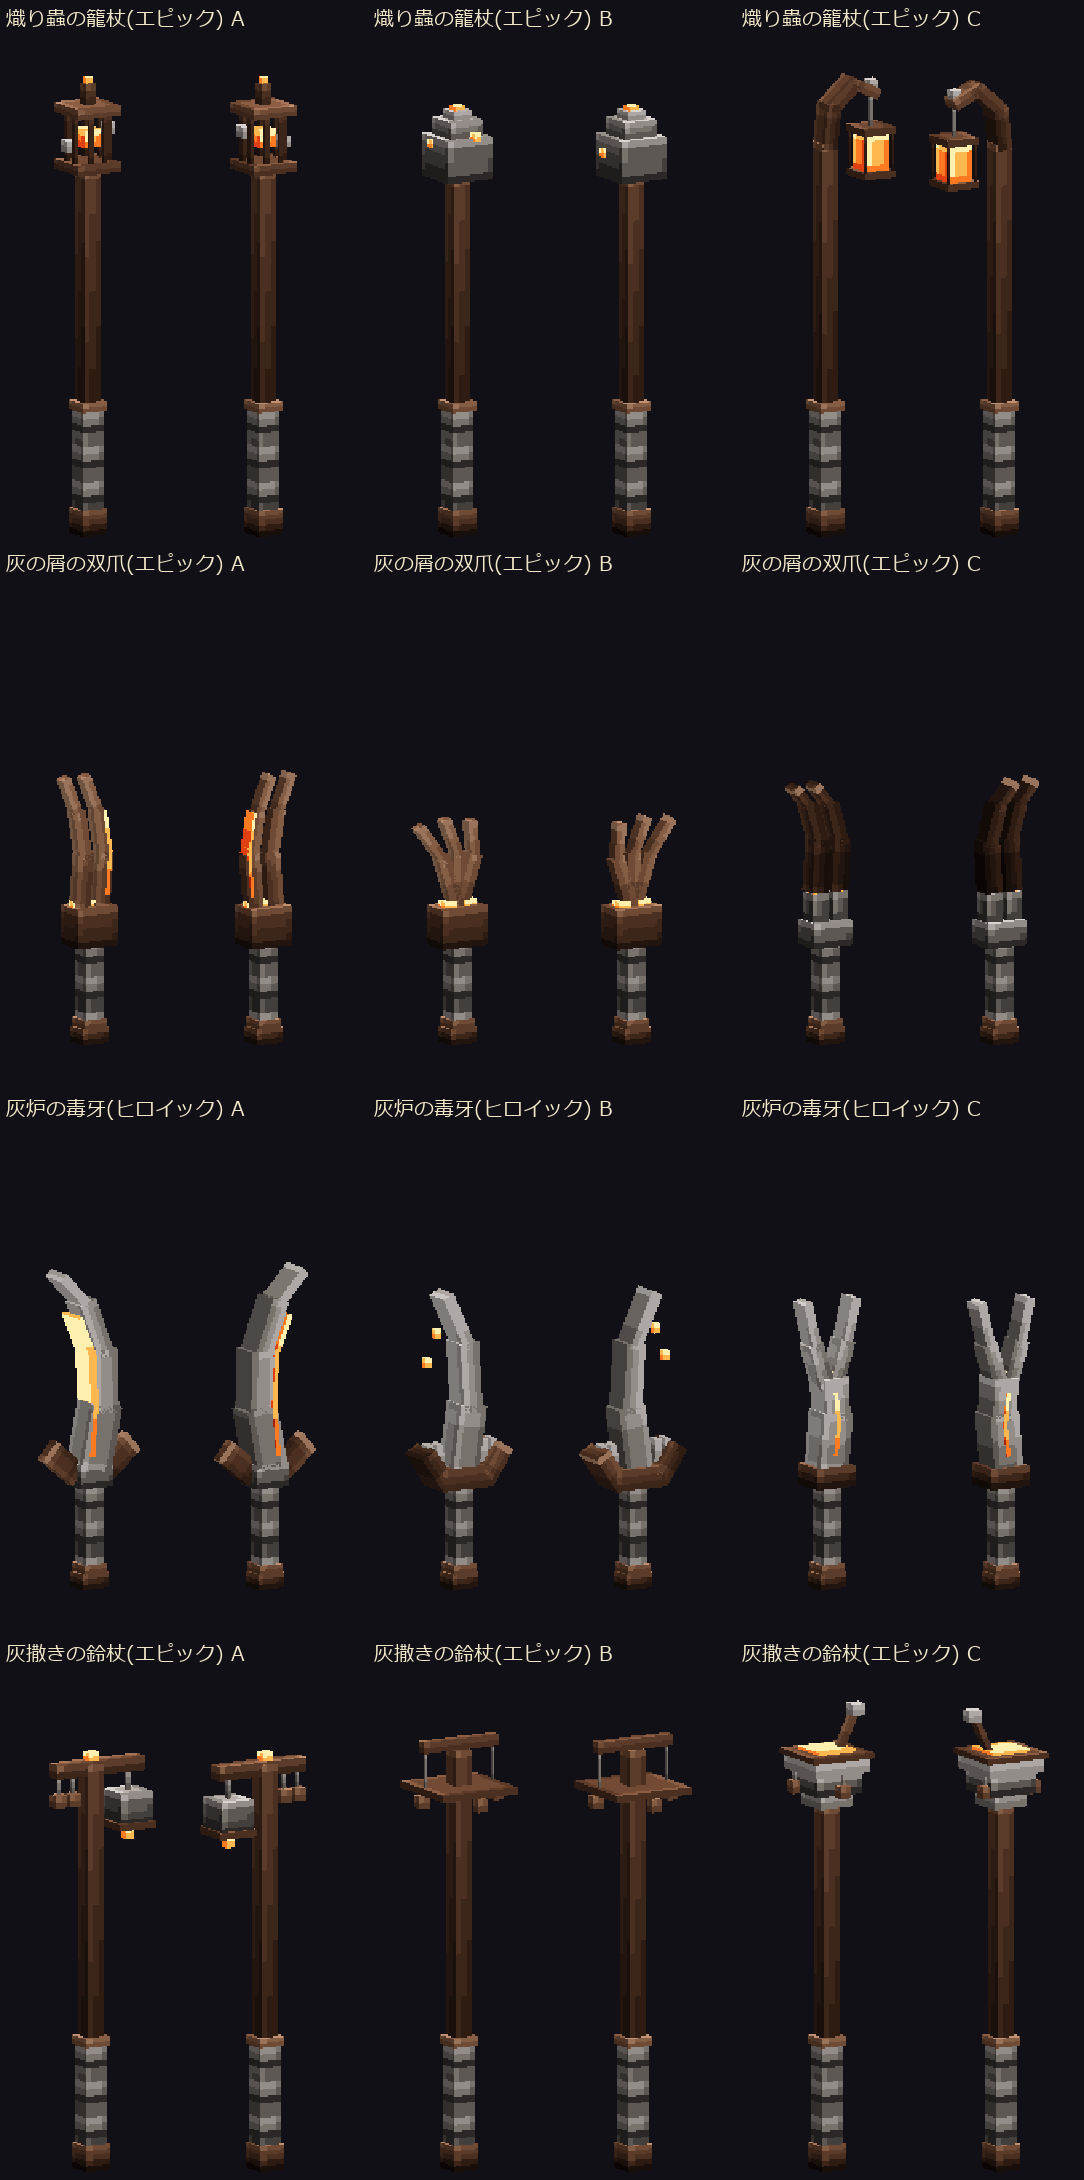 熾り蟲の籠杖(エピック) A
熾り蟲の籠杖(エピック) B
熾り蟲の籠杖(エピック) C
灰の屑の双爪(エピック) A
灰の屑の双爪(エピック) B
灰の屑の双爪(エピック) C
灰炉の毒牙(ヒロイック) A
灰炉の毒牙(ヒロイック) B
灰炉の毒牙(ヒロイック) C
灰撒きの鈴杖(エピック) A
灰撒きの鈴杖(エピック) B
灰撒きの鈴杖(エピック) C